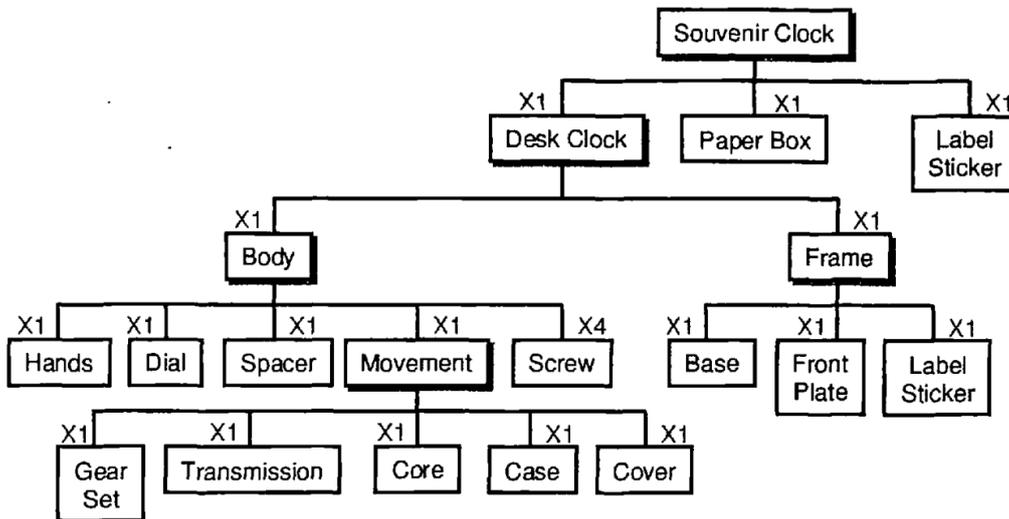 Souvenir Clock
X1 X1 X1
Desk Clock Paper Box Label
Sticker
X1 X1
Body Frame
X1 X1 X1 X1 X4 X1 X1 X1
Hands Dial Spacer Movement Screw Base Front
Plate Label
Sticker
X1 X1 X1 X1 X1
Gear
Set Transmission Core Case Cover